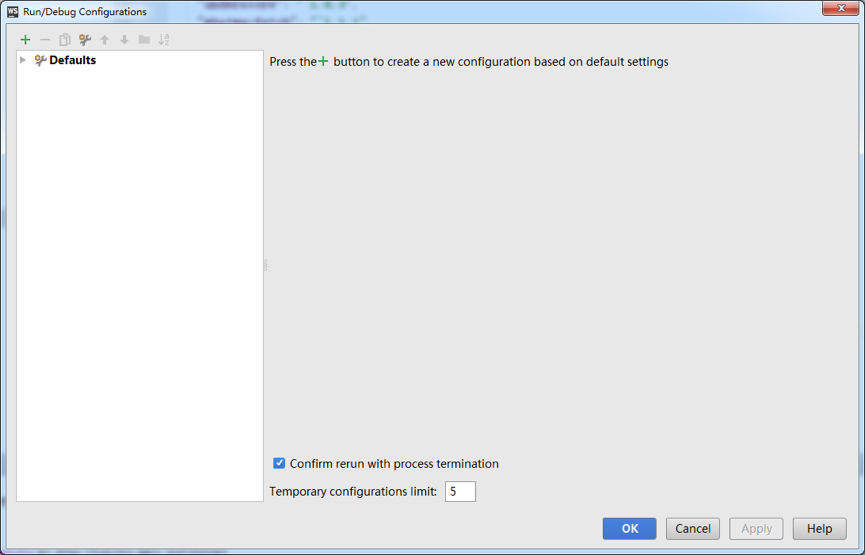 WS Run/Debug Configurations
Defaults
Press the + button to create a new configuration based on default settings
Confirm rerun with process termination
Temporary configurations limit: 5
OK Cancel Apply Help